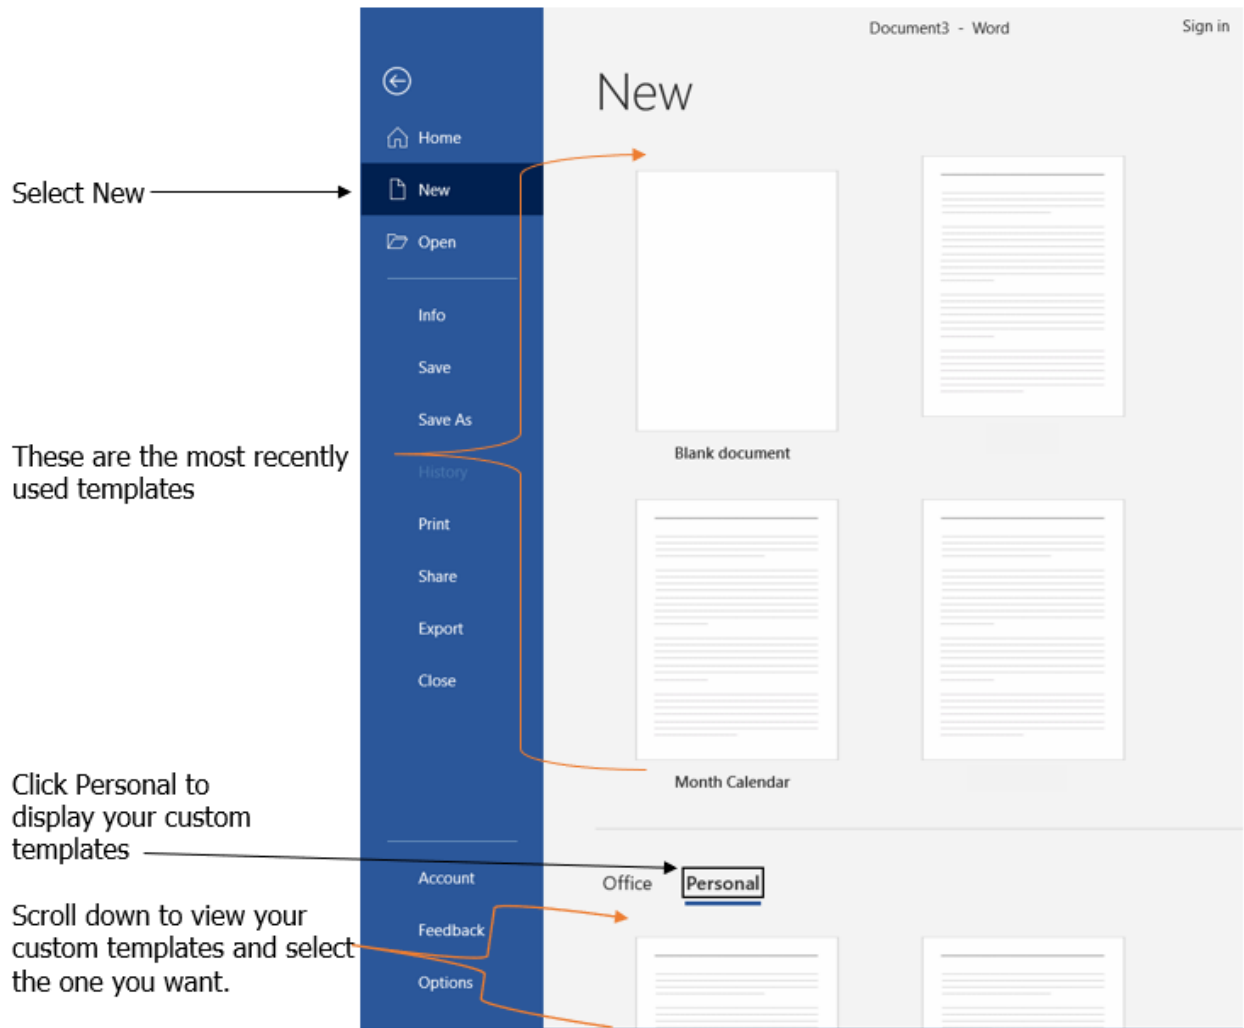 Document3 - Word
Sign in
New
Home
Select New
New
Open
Info
Save
Save As
These are the most recently
used templates
History
Print
Share
Export
Close
Blank document
Month Calendar
Click Personal to
display your custom
templates
Account
Office Personal
Scroll down to view your
custom templates and select
the one you want.
Feedback
Options